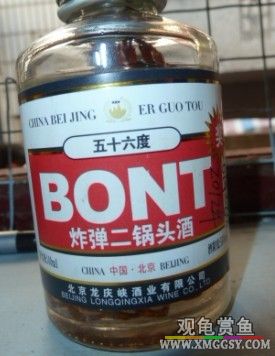 CHINA BEI JING ER GUO TOU
五十六度
BONT
炸弹二锅头酒
CHINA 中国·北京 BEIJING
北京龙庆峡酒业有限公司
BEIJING LONGQINGXIA WINE CO.,LTD
观龟赏鱼
WWW.XMGGSY.COM